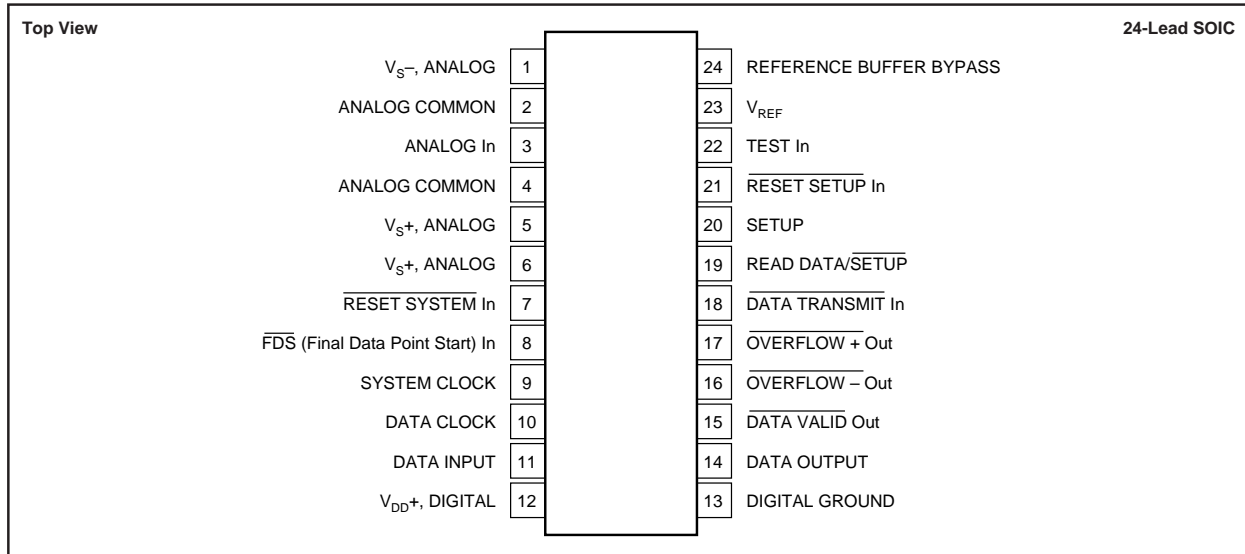 Top View
24-Lead SOIC
V_S–, ANALOG 1
ANALOG COMMON 2
ANALOG In 3
ANALOG COMMON 4
V_S+, ANALOG 5
V_S+, ANALOG 6
RESET SYSTEM In 7
FDS (Final Data Point Start) In 8
SYSTEM CLOCK 9
DATA CLOCK 10
DATA INPUT 11
V_DD+, DIGITAL 12
24 REFERENCE BUFFER BYPASS
23 V_REF
22 TEST In
21 RESET SETUP In
20 SETUP
19 READ DATA/SETUP
18 DATA TRANSMIT In
17 OVERFLOW + Out
16 OVERFLOW – Out
15 DATA VALID Out
14 DATA OUTPUT
13 DIGITAL GROUND